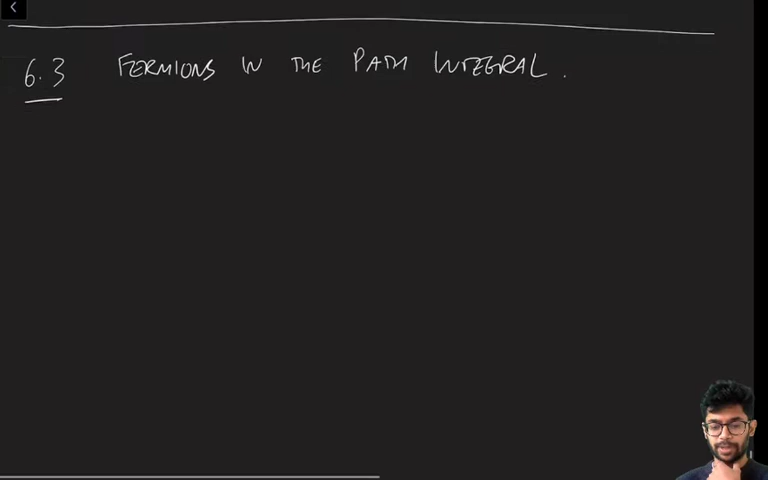 6.3 FERMIONS IN THE PATH INTEGRAL.